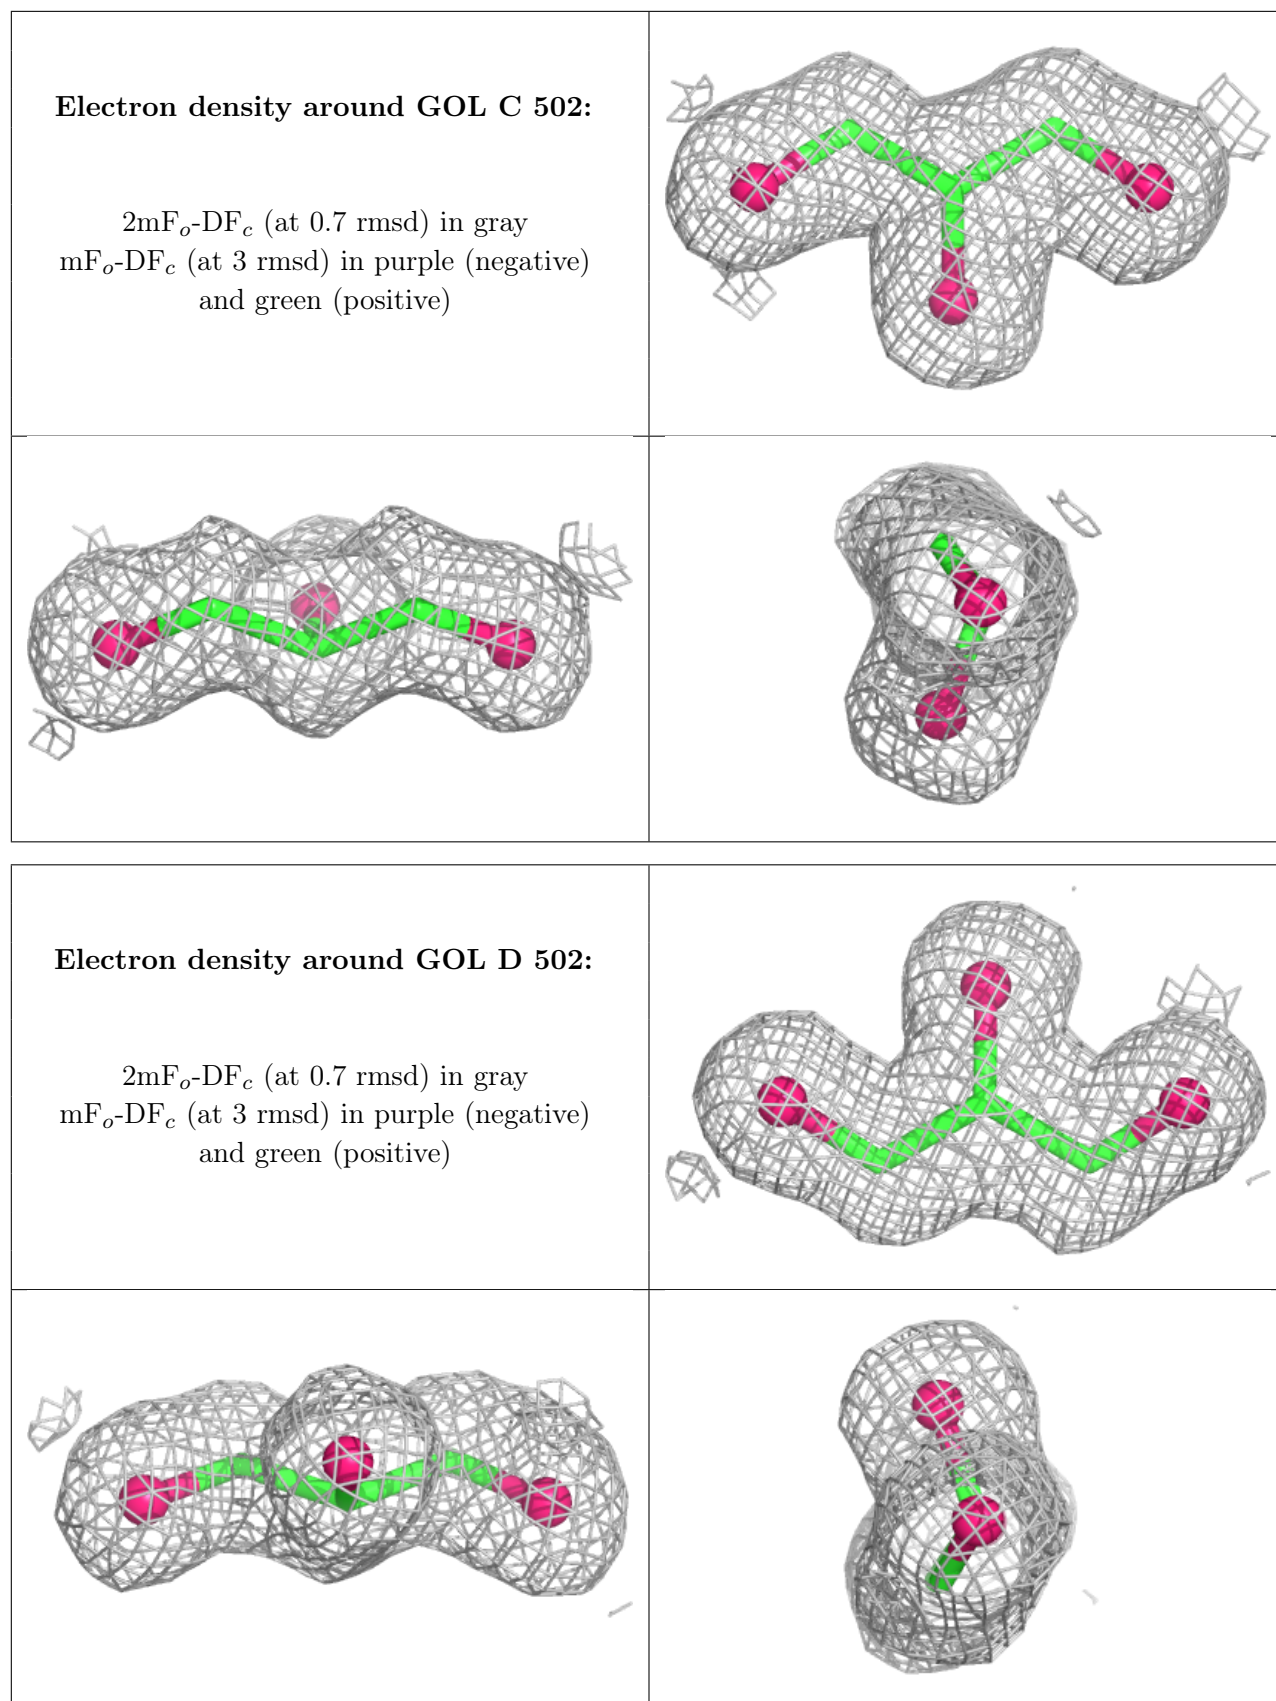 Electron density around GOL C 502:
2mFo-DFc (at 0.7 rmsd) in gray
mFo-DFc (at 3 rmsd) in purple (negative)
and green (positive)
Electron density around GOL D 502:
2mFo-DFc (at 0.7 rmsd) in gray
mFo-DFc (at 3 rmsd) in purple (negative)
and green (positive)